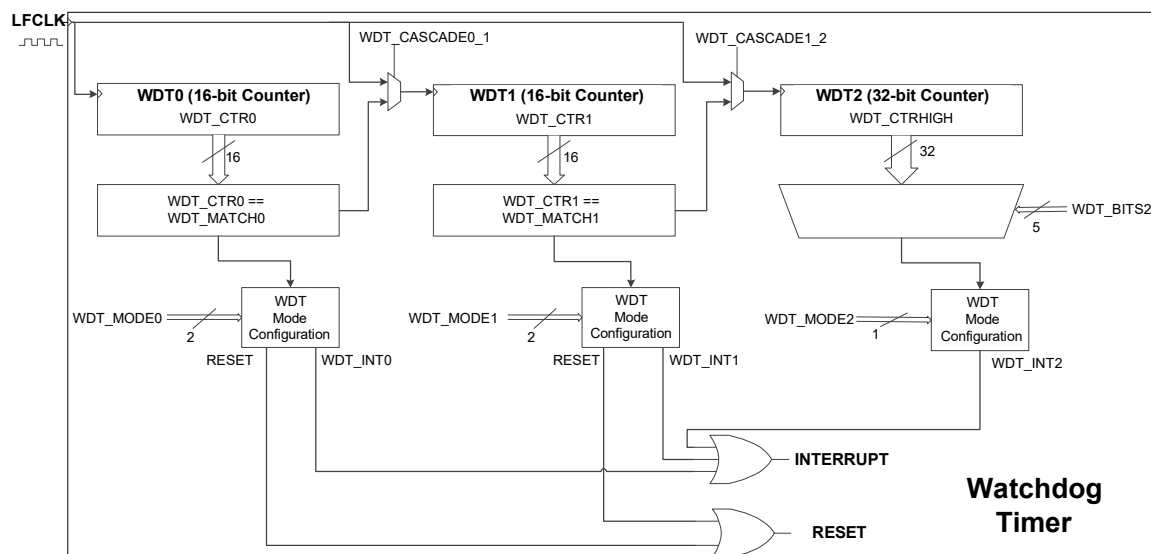 LFCLK
WDT_CASCADE0_1
WDT_CASCADE1_2
WDT0 (16-bit Counter)
WDT_CTR0
WDT1 (16-bit Counter)
WDT_CTR1
WDT2 (32-bit Counter)
WDT_CTRHIGH
16
16
32
WDT_CTR0 ==
WDT_MATCH0
WDT_CTR1 ==
WDT_MATCH1
WDT_BITS2
5
WDT_MODE0
2
WDT
Mode
Configuration
WDT_MODE1
2
WDT
Mode
Configuration
WDT_MODE2
1
WDT
Mode
Configuration
RESET
WDT_INT0
RESET
WDT_INT1
WDT_INT2
INTERRUPT
RESET
Watchdog
Timer